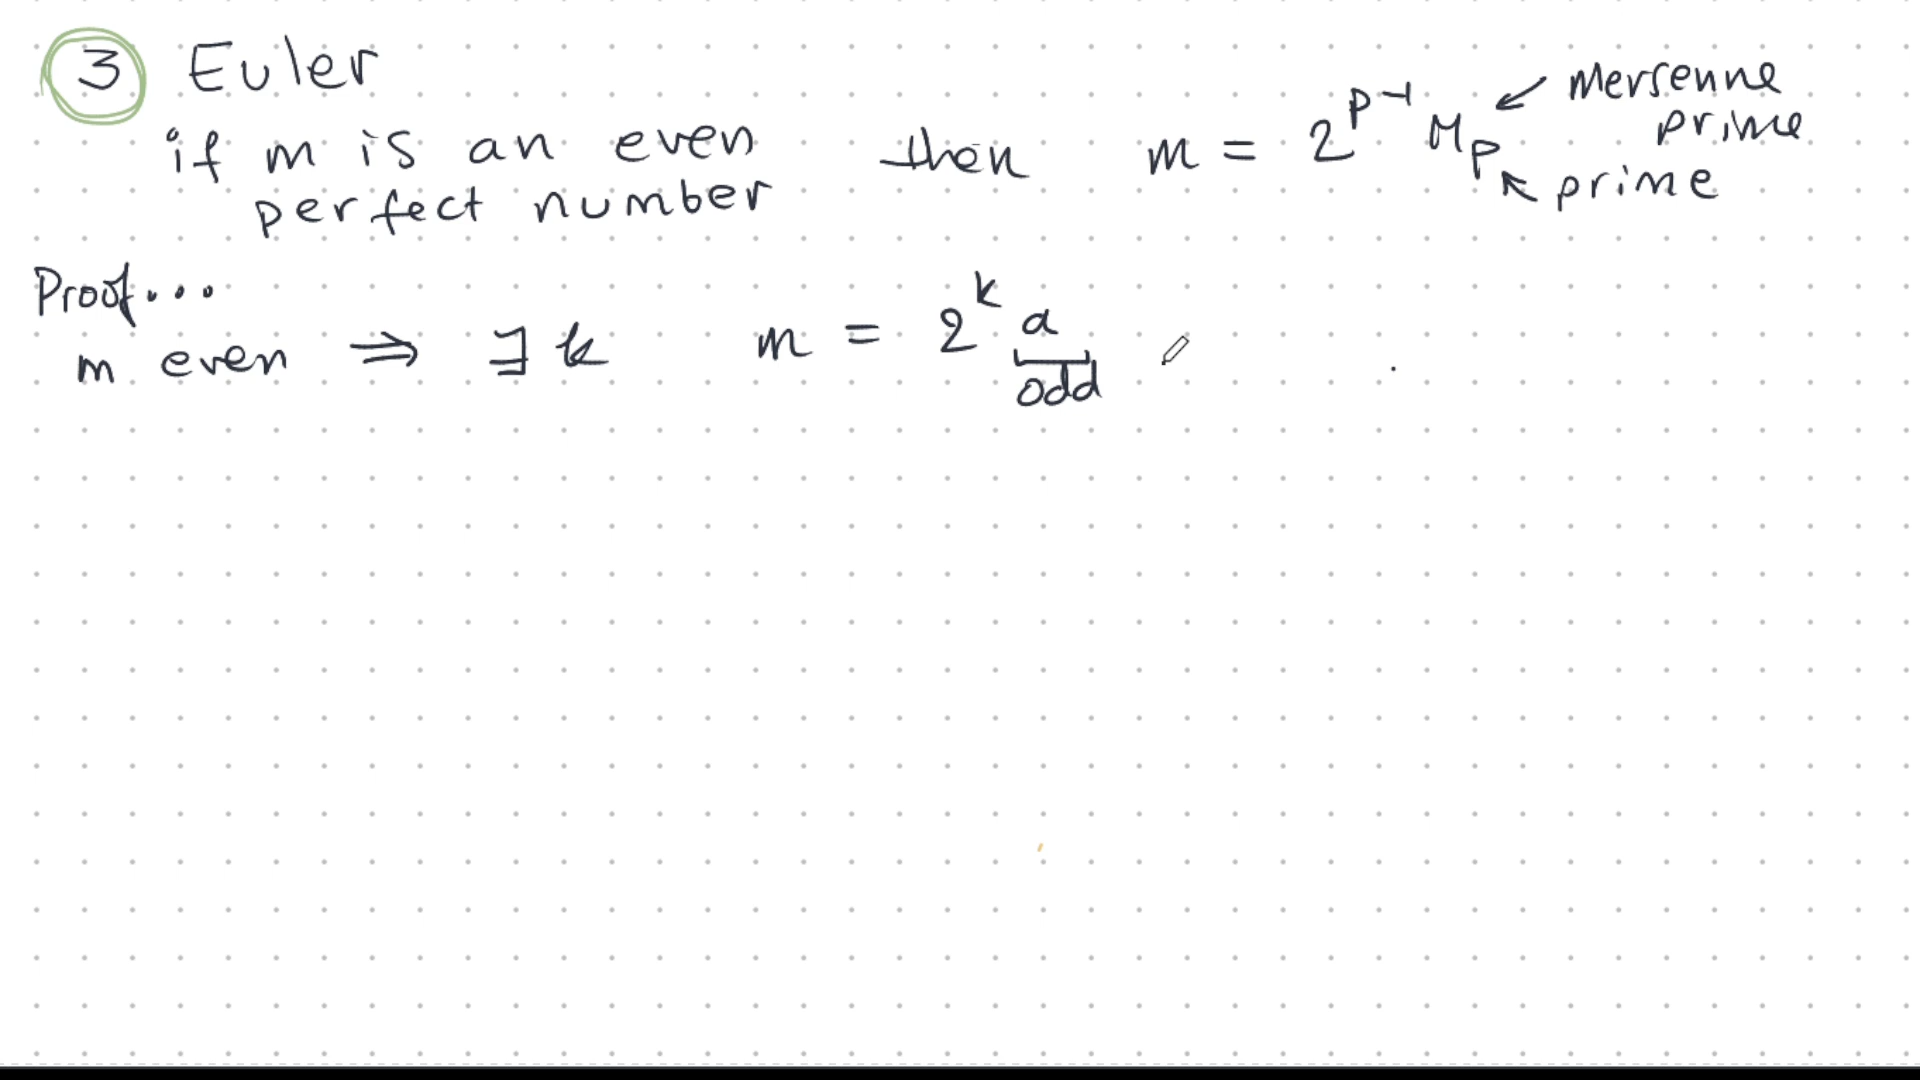 3 Euler
if m is an even perfect number then m = 2^{p-1} M_p ↙ Mersenne prime
↖ prime
Proof...
m even ⇒ ∃ k m = 2^k a
odd